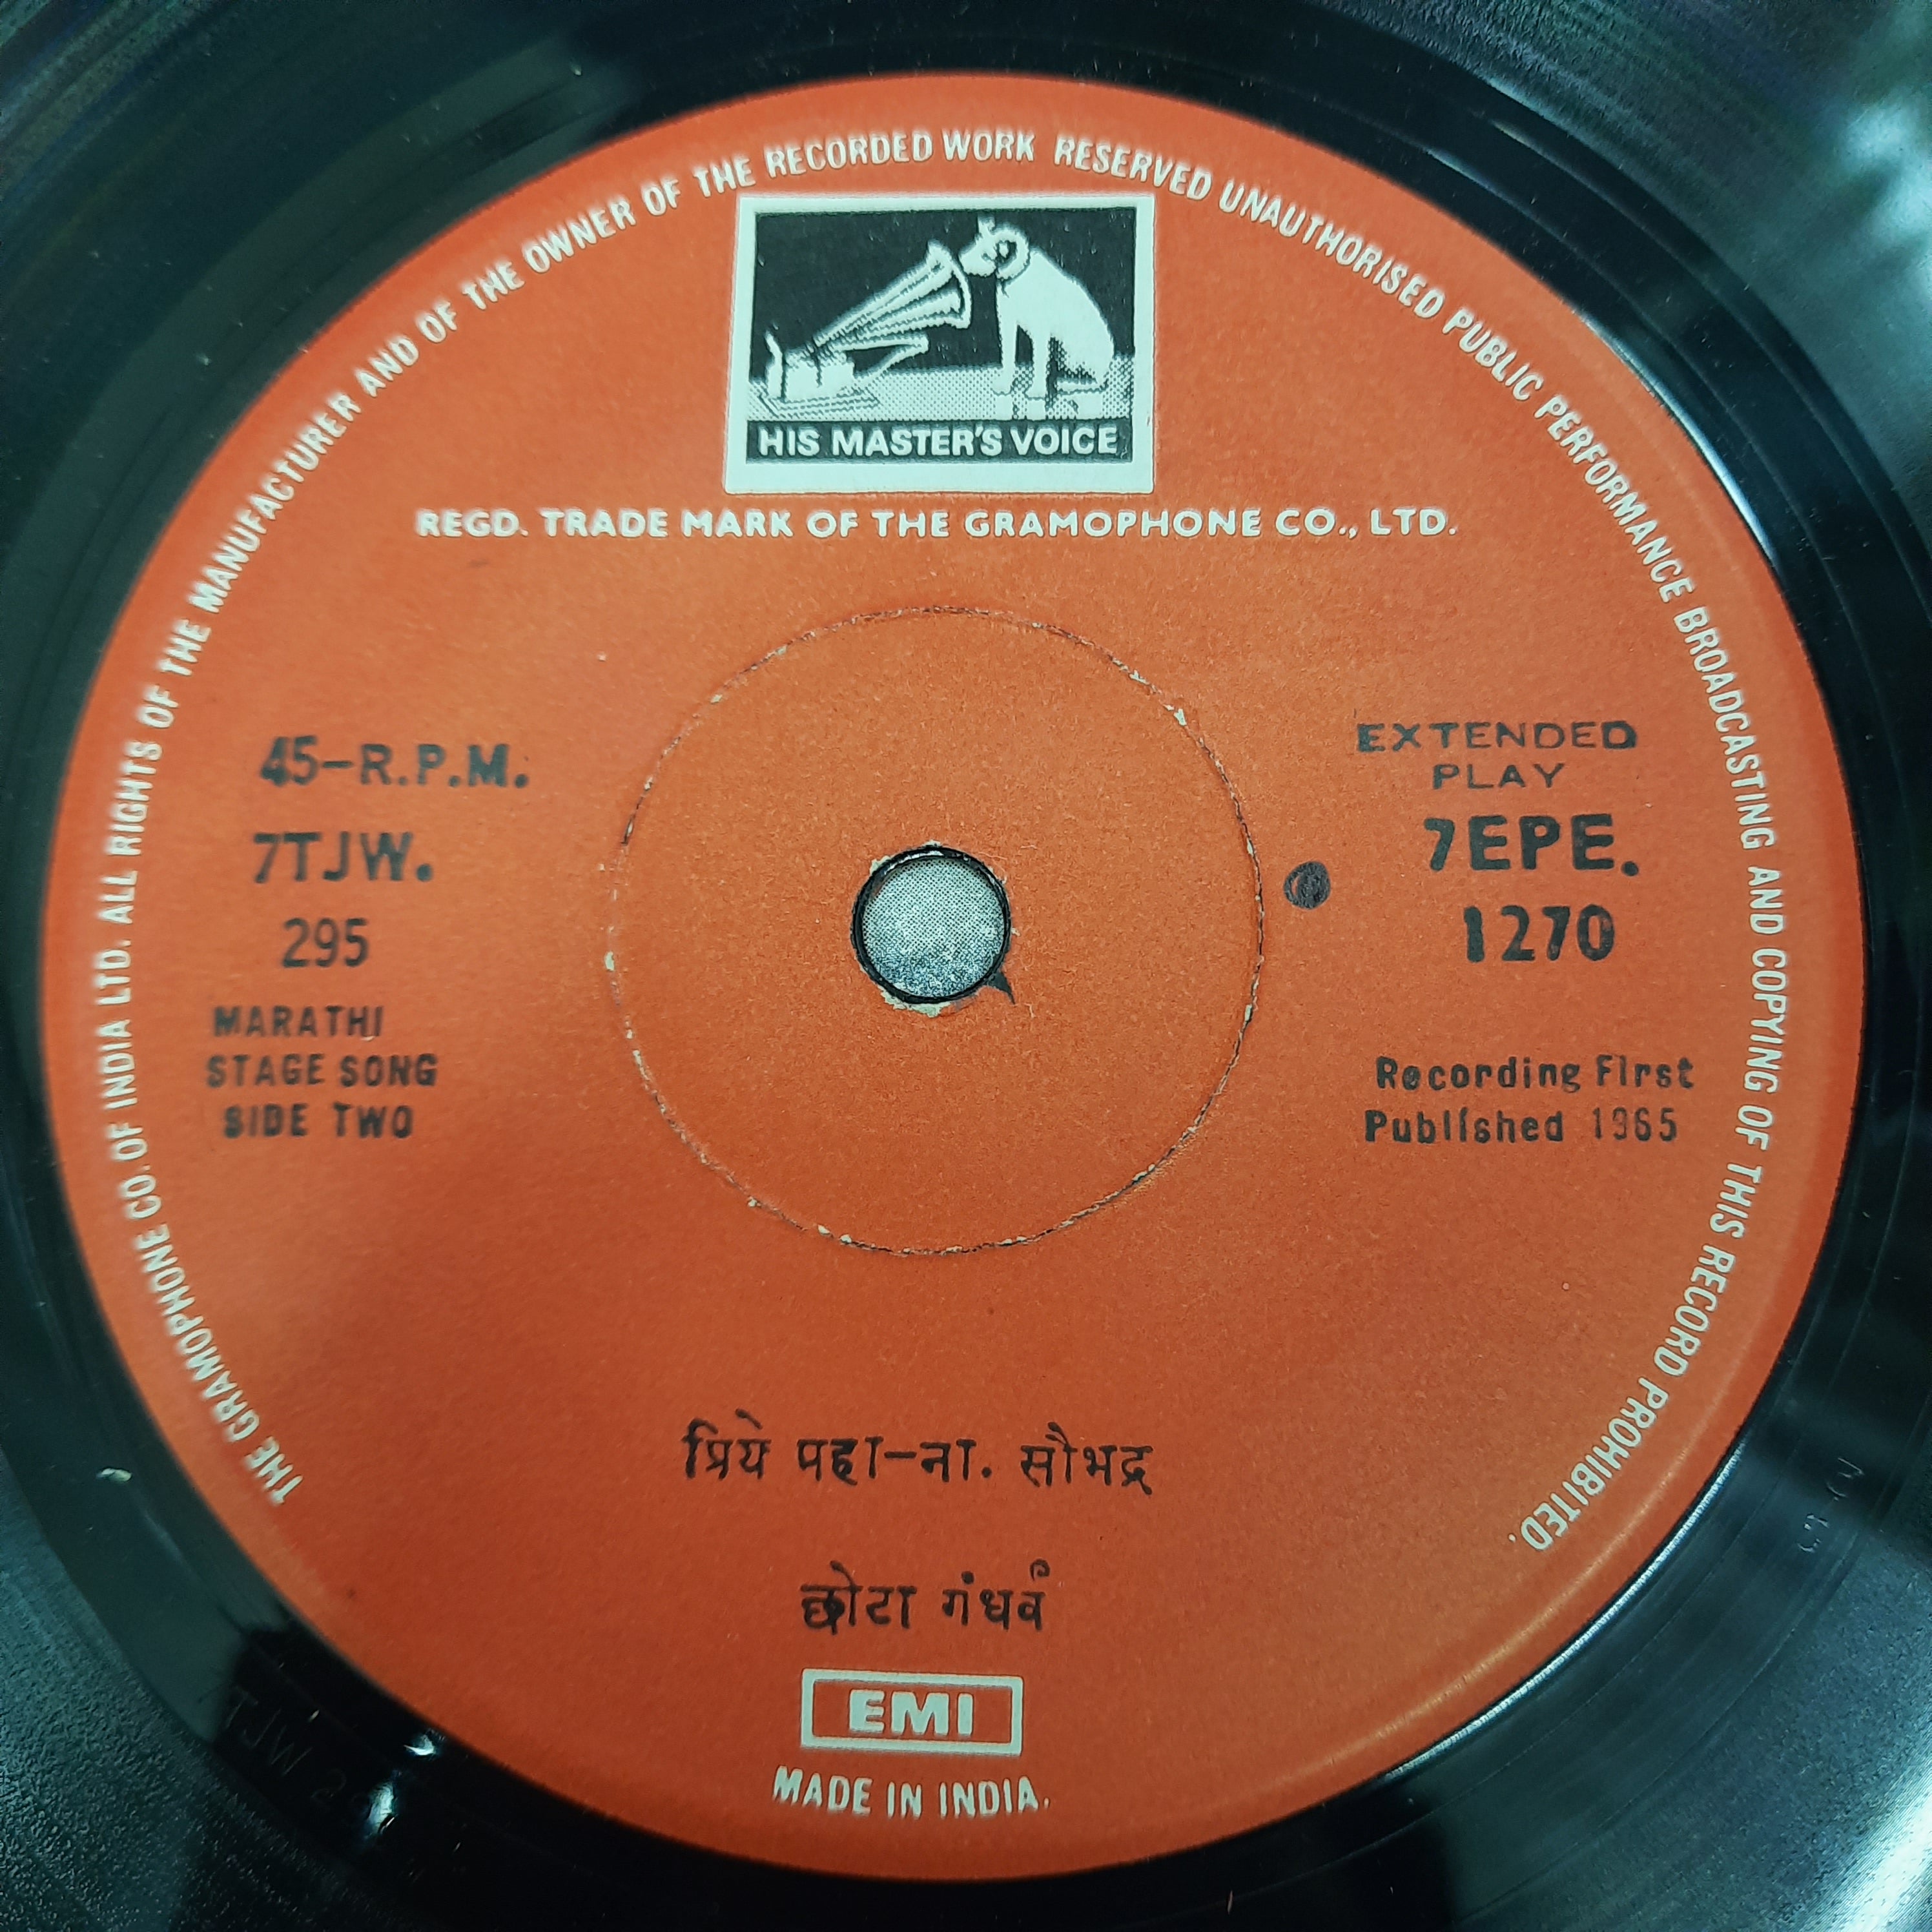 THE GRAMOPHONE CO. OF INDIA LTD. ALL RIGHTS OF THE MANUFACTURER AND OF THE OWNER OF THE RECORDED WORK RESERVED UNAUTHORISED PUBLIC PERFORMANCE BROADCASTING AND COPYING OF THIS RECORD PROHIBITED.
HIS MASTER'S VOICE
REGD. TRADE MARK OF THE GRAMOPHONE CO., LTD.
45-R.P.M.
7TJW.
295
MARATHI
STAGE SONG
SIDE TWO
EXTENDED
PLAY
7EPE.
1270
Recording First
Published 1965
प्रिये पहा-ना. सौभद्र
छोटा गंधर्व
EMI
MADE IN INDIA.